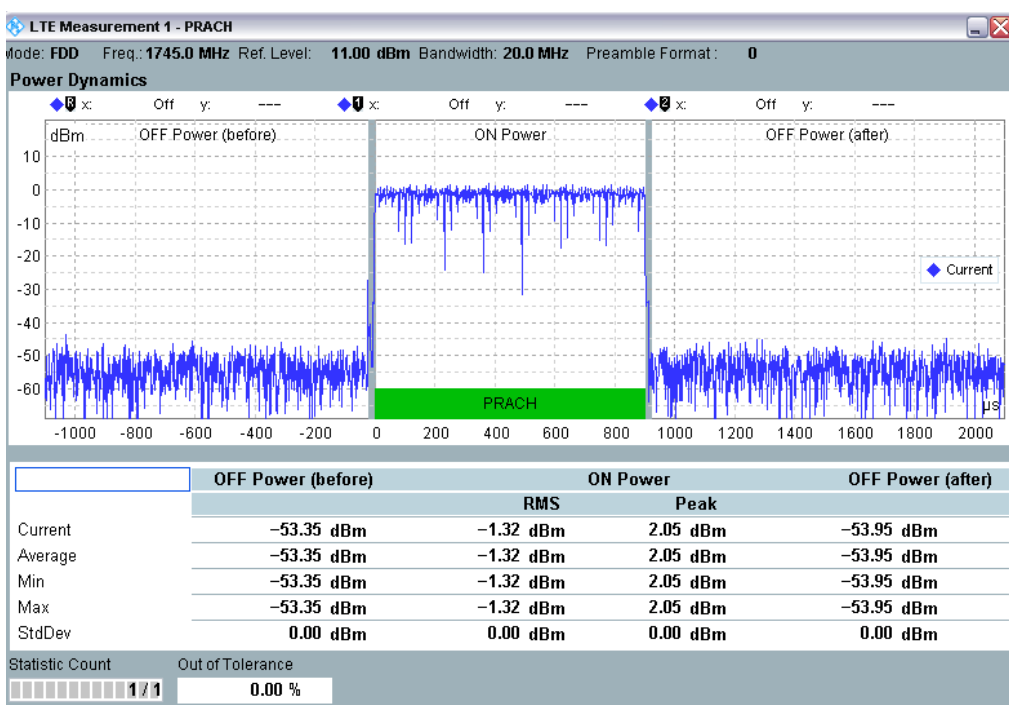 LTE Measurement 1 - PRACH
Mode: FDD Freq.: 1745.0 MHz Ref. Level: 11.00 dBm Bandwidth: 20.0 MHz Preamble Format : 0
Power Dynamics
R x: Off y: --- 1 x: Off y: --- 2 x: Off y: ---
dBm OFF Power (before) ON Power OFF Power (after)
10
0
-10
-20
Current
-30
-40
-50
-60
PRACH
µs
-1000 -800 -600 -400 -200 0 200 400 600 800 1000 1200 1400 1600 1800 2000
OFF Power (before) ON Power OFF Power (after)
RMS Peak
Current −53.35 dBm −1.32 dBm 2.05 dBm −53.95 dBm
Average −53.35 dBm −1.32 dBm 2.05 dBm −53.95 dBm
Min −53.35 dBm −1.32 dBm 2.05 dBm −53.95 dBm
Max −53.35 dBm −1.32 dBm 2.05 dBm −53.95 dBm
StdDev 0.00 dBm 0.00 dBm 0.00 dBm 0.00 dBm
Statistic Count Out of Tolerance
1 / 1 0.00 %